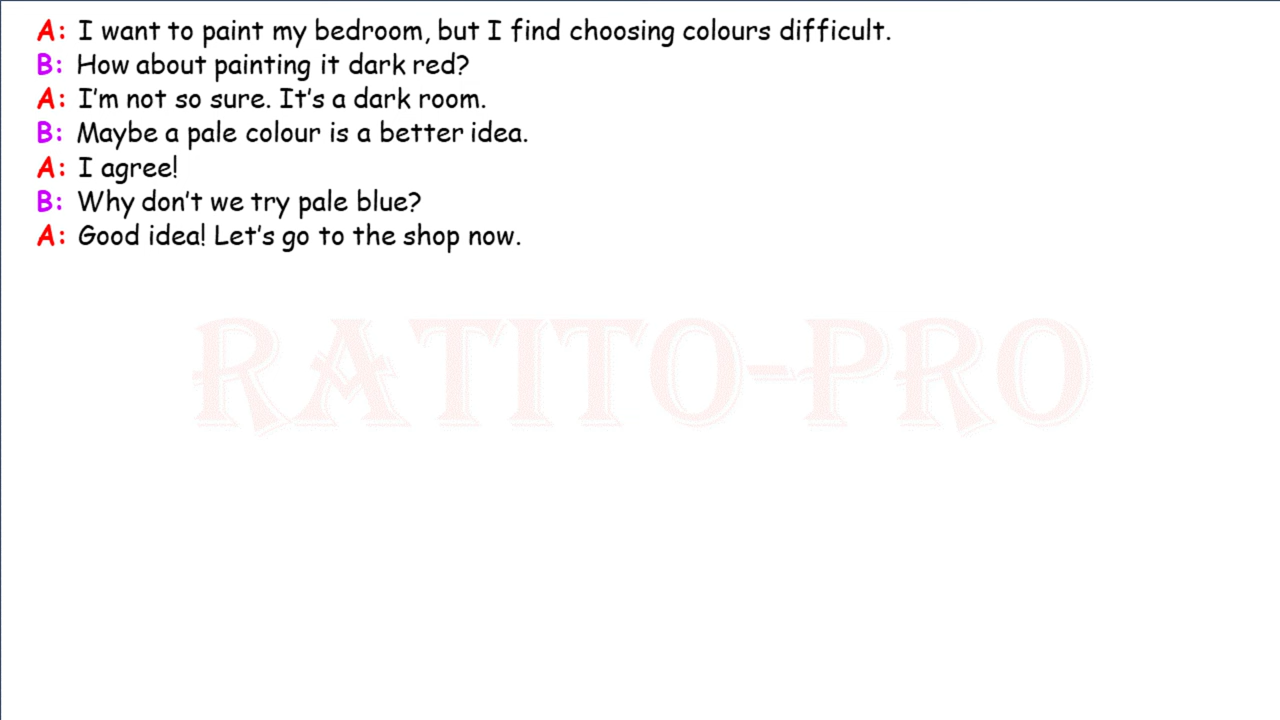 A: I want to paint my bedroom, but I find choosing colours difficult.
B: How about painting it dark red?
A: I'm not so sure. It's a dark room.
B: Maybe a pale colour is a better idea.
A: I agree!
B: Why don't we try pale blue?
A: Good idea! Let's go to the shop now.
RATITO-PRO